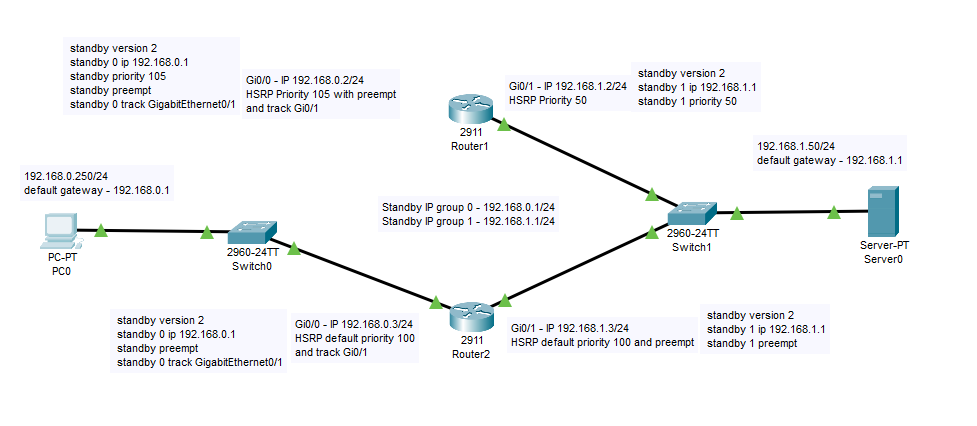 standby version 2
standby 0 ip 192.168.0.1
standby priority 105
standby preempt
standby 0 track GigabitEthernet0/1
Gi0/0 - IP 192.168.0.2/24
HSRP Priority 105 with preempt
and track Gi0/1
Gi0/1 - IP 192.168.1.2/24
HSRP Priority 50
standby version 2
standby 1 ip 192.168.1.1
standby 1 priority 50
2911
Router1
192.168.1.50/24
default gateway - 192.168.1.1
192.168.0.250/24
default gateway - 192.168.0.1
Standby IP group 0 - 192.168.0.1/24
Standby IP group 1 - 192.168.1.1/24
PC-PT
PC0
2960-24TT
Switch0
2960-24TT
Switch1
Server-PT
Server0
standby version 2
standby 0 ip 192.168.0.1
standby preempt
standby 0 track GigabitEthernet0/1
Gi0/0 - IP 192.168.0.3/24
HSRP default priority 100
and track Gi0/1
2911
Router2
Gi0/1 - IP 192.168.1.3/24
HSRP default priority 100 and preempt
standby version 2
standby 1 ip 192.168.1.1
standby 1 preempt